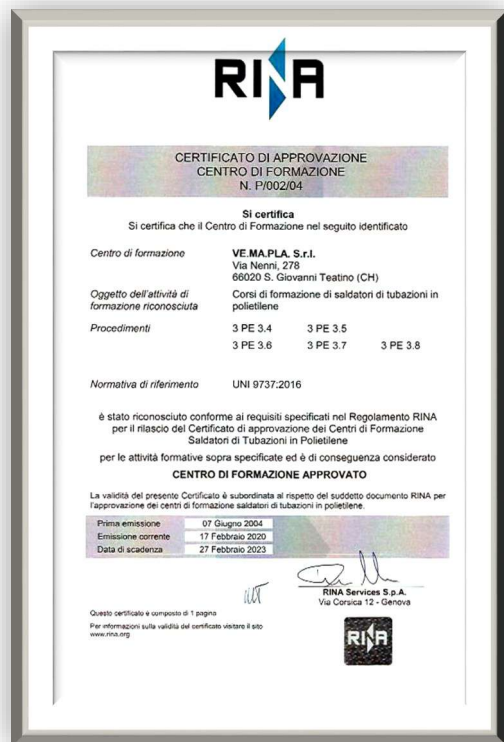 RINA
CERTIFICATO DI APPROVAZIONE
CENTRO DI FORMAZIONE
N. P/002/04
Si certifica
Si certifica che il Centro di Formazione nel seguito identificato
Centro di formazione VE.MA.PLA. S.r.l.
Via Nenni, 278
66020 S. Giovanni Teatino (CH)
Oggetto dell'attività di formazione riconosciuta Corsi di formazione di saldatori di tubazioni in polietilene
Procedimenti 3 PE 3.4 3 PE 3.5
3 PE 3.6 3 PE 3.7 3 PE 3.8
Normativa di riferimento UNI 9737:2016
è stato riconosciuto conforme ai requisiti specificati nel Regolamento RINA
per il rilascio del Certificato di approvazione dei Centri di Formazione
Saldatori di Tubazioni in Polietilene
per le attività formative sopra specificate ed è di conseguenza considerato
CENTRO DI FORMAZIONE APPROVATO
La validità del presente Certificato è subordinata al rispetto del suddetto documento RINA per
l'approvazione dei centri di formazione saldatori di tubazioni in polietilene.
Prima emissione 07 Giugno 2004
Emissione corrente 17 Febbraio 2020
Data di scadenza 27 Febbraio 2023
RINA Services S.p.A.
Via Corsica 12 - Genova
Questo certificato è composto di 1 pagina
Per informazioni sulla validità del certificato visitare il sito
www.rina.org
RINA